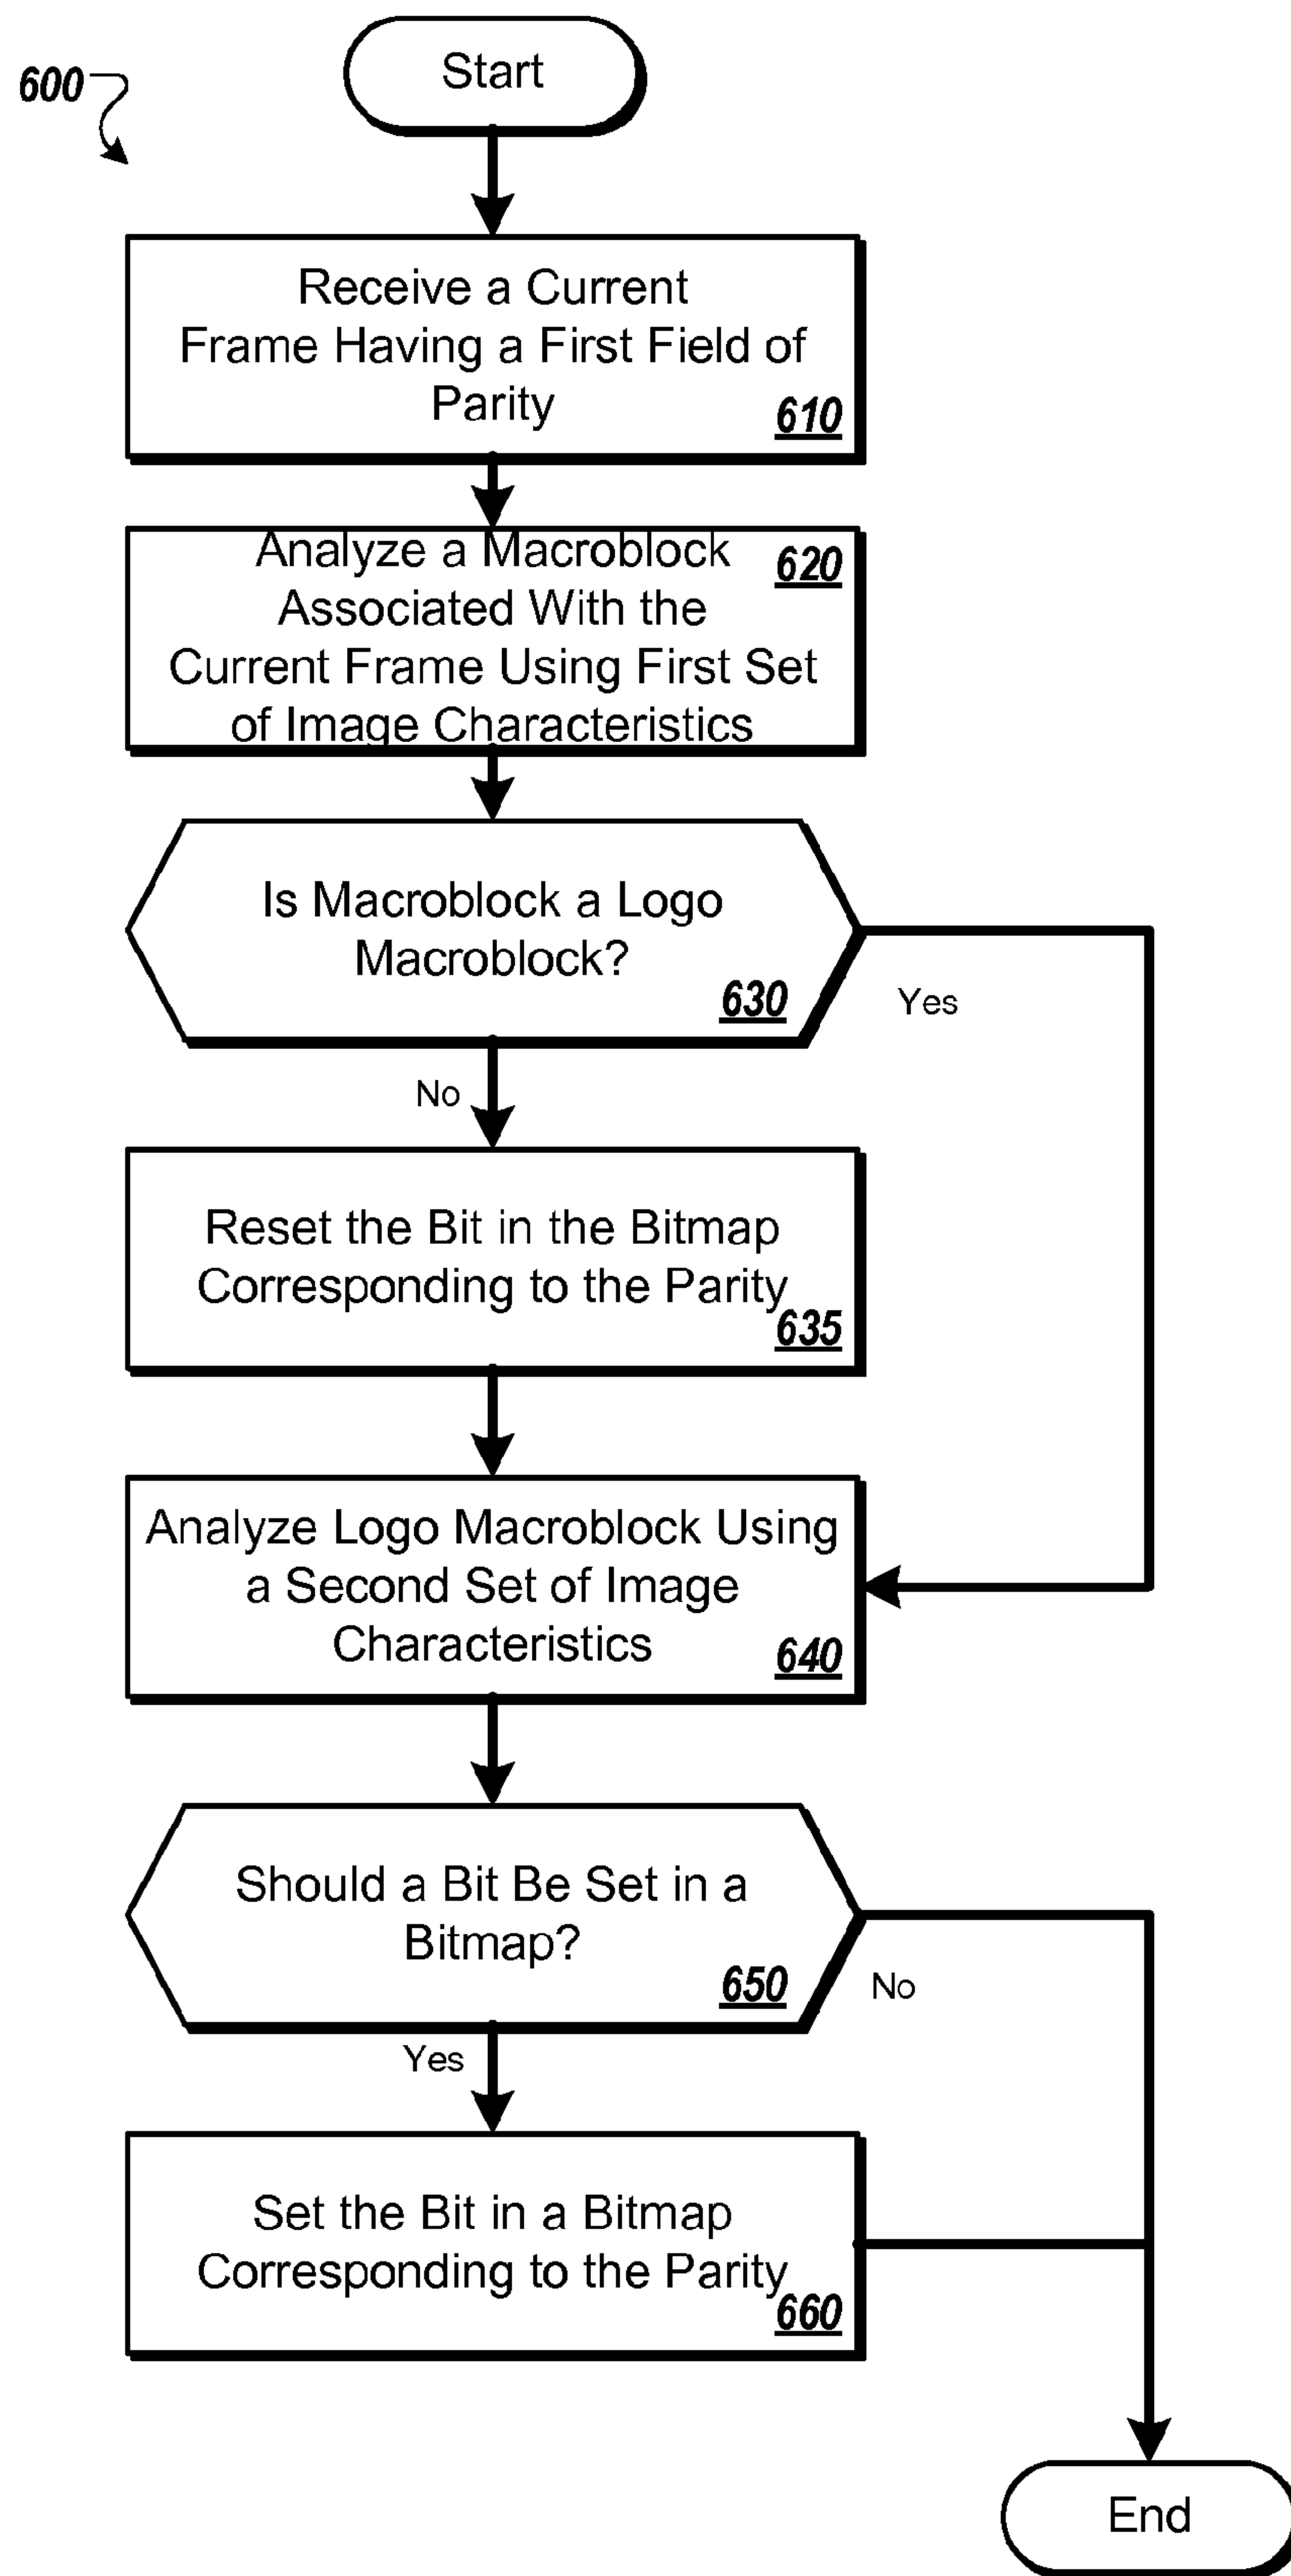 600
Start
Receive a Current
Frame Having a First Field of
Parity
610
Analyze a Macroblock
620
Associated With the
Current Frame Using First Set
of Image Characteristics
Is Macroblock a Logo
Macroblock?
630
Yes
No
Reset the Bit in the Bitmap
Corresponding to the Parity
635
Analyze Logo Macroblock Using
a Second Set of Image
Characteristics
640
Should a Bit Be Set in a
Bitmap?
650
No
Yes
Set the Bit in a Bitmap
Corresponding to the Parity
660
End